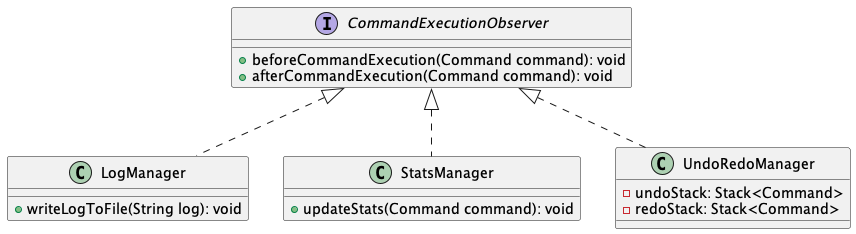 I CommandExecutionObserver
beforeCommandExecution(Command command): void
afterCommandExecution(Command command): void
C LogManager
writeLogToFile(String log): void
C StatsManager
updateStats(Command command): void
C UndoRedoManager
undoStack: Stack<Command>
redoStack: Stack<Command>